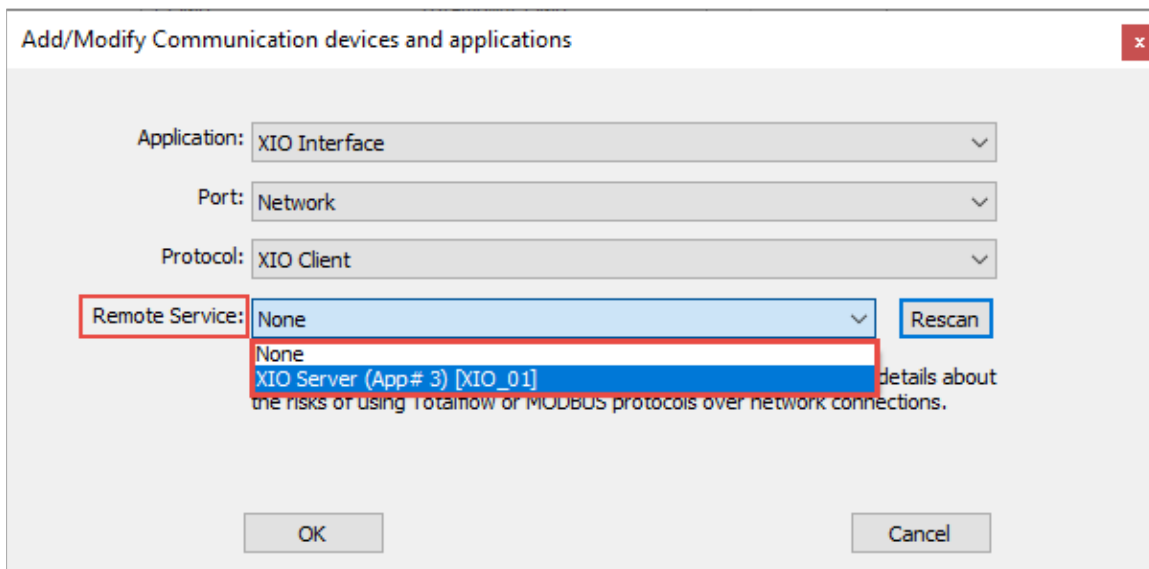 Add/Modify Communication devices and applications
x
Application: XIO Interface
Port: Network
Protocol: XIO Client
Remote Service: None Rescan
None
XIO Server (App# 3) [XIO_01] details about
the risks of using Totalflow or MODBUS protocols over network connections.
OK Cancel